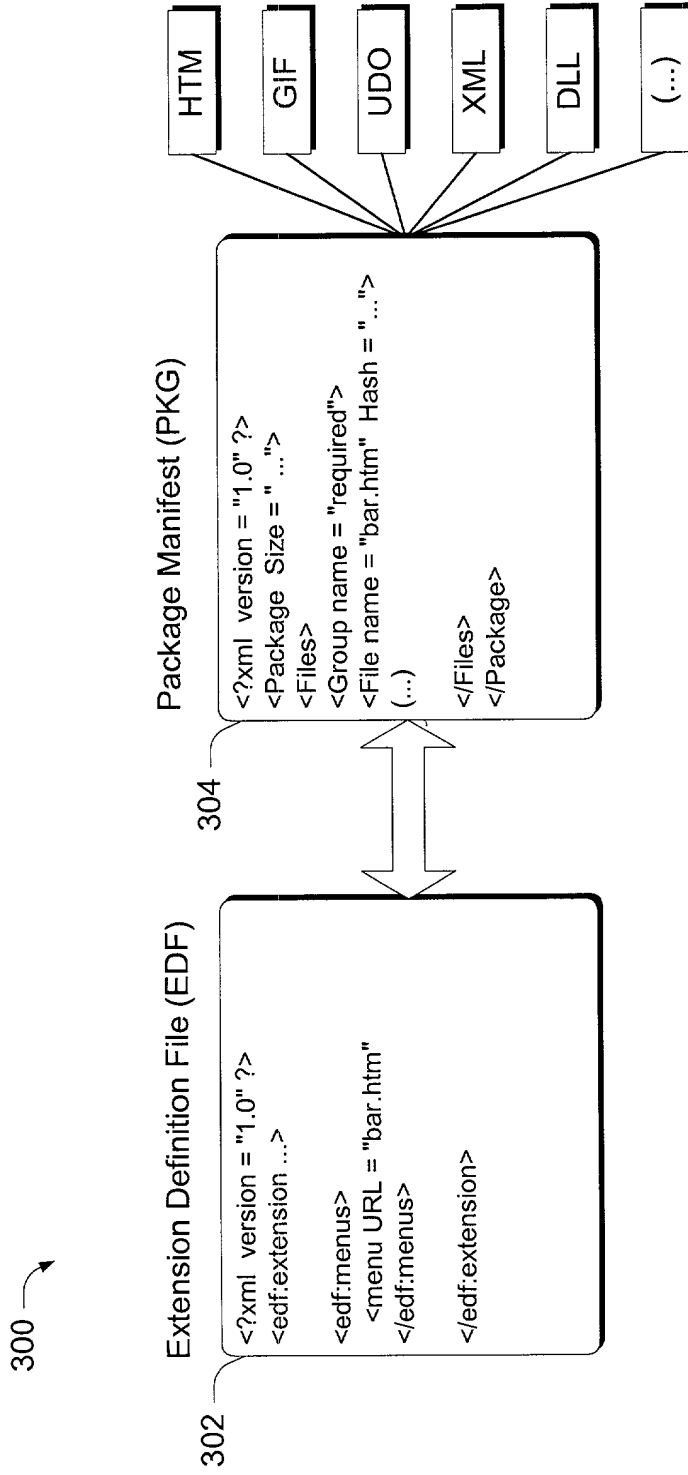 300
Extension Definition File (EDF)
302
<?xml version = "1.0" ?>
<edf:extension ...>
<edf:menus>
<menu URL = "bar.htm"
</edf:menus>
</edf:extension>
Package Manifest (PKG)
304
<?xml version = "1.0" ?>
<Package Size = " ...">
<Files>
<Group name = "required">
<File name = "bar.htm" Hash = "...">
(...)
</Files>
</Package>
HTM
GIF
UDO
XML
DLL
(...)